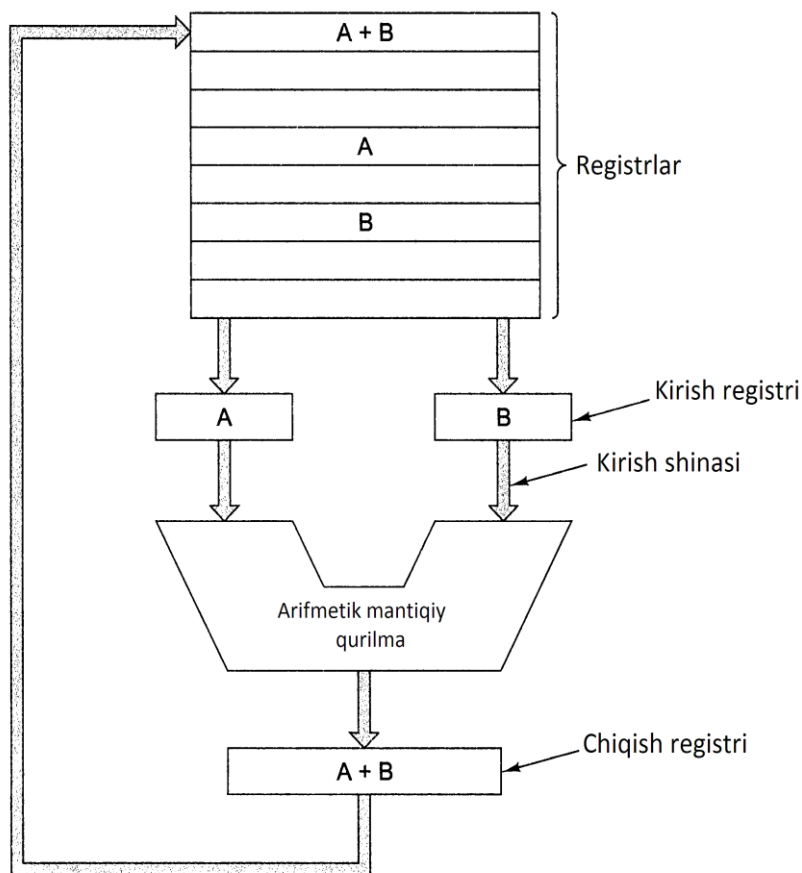 A + B
A
Registrlar
B
Kirish registri
A
B
Kirish shinasi
Arifmetik mantiqiy
qurilma
Chiqish registri
A + B